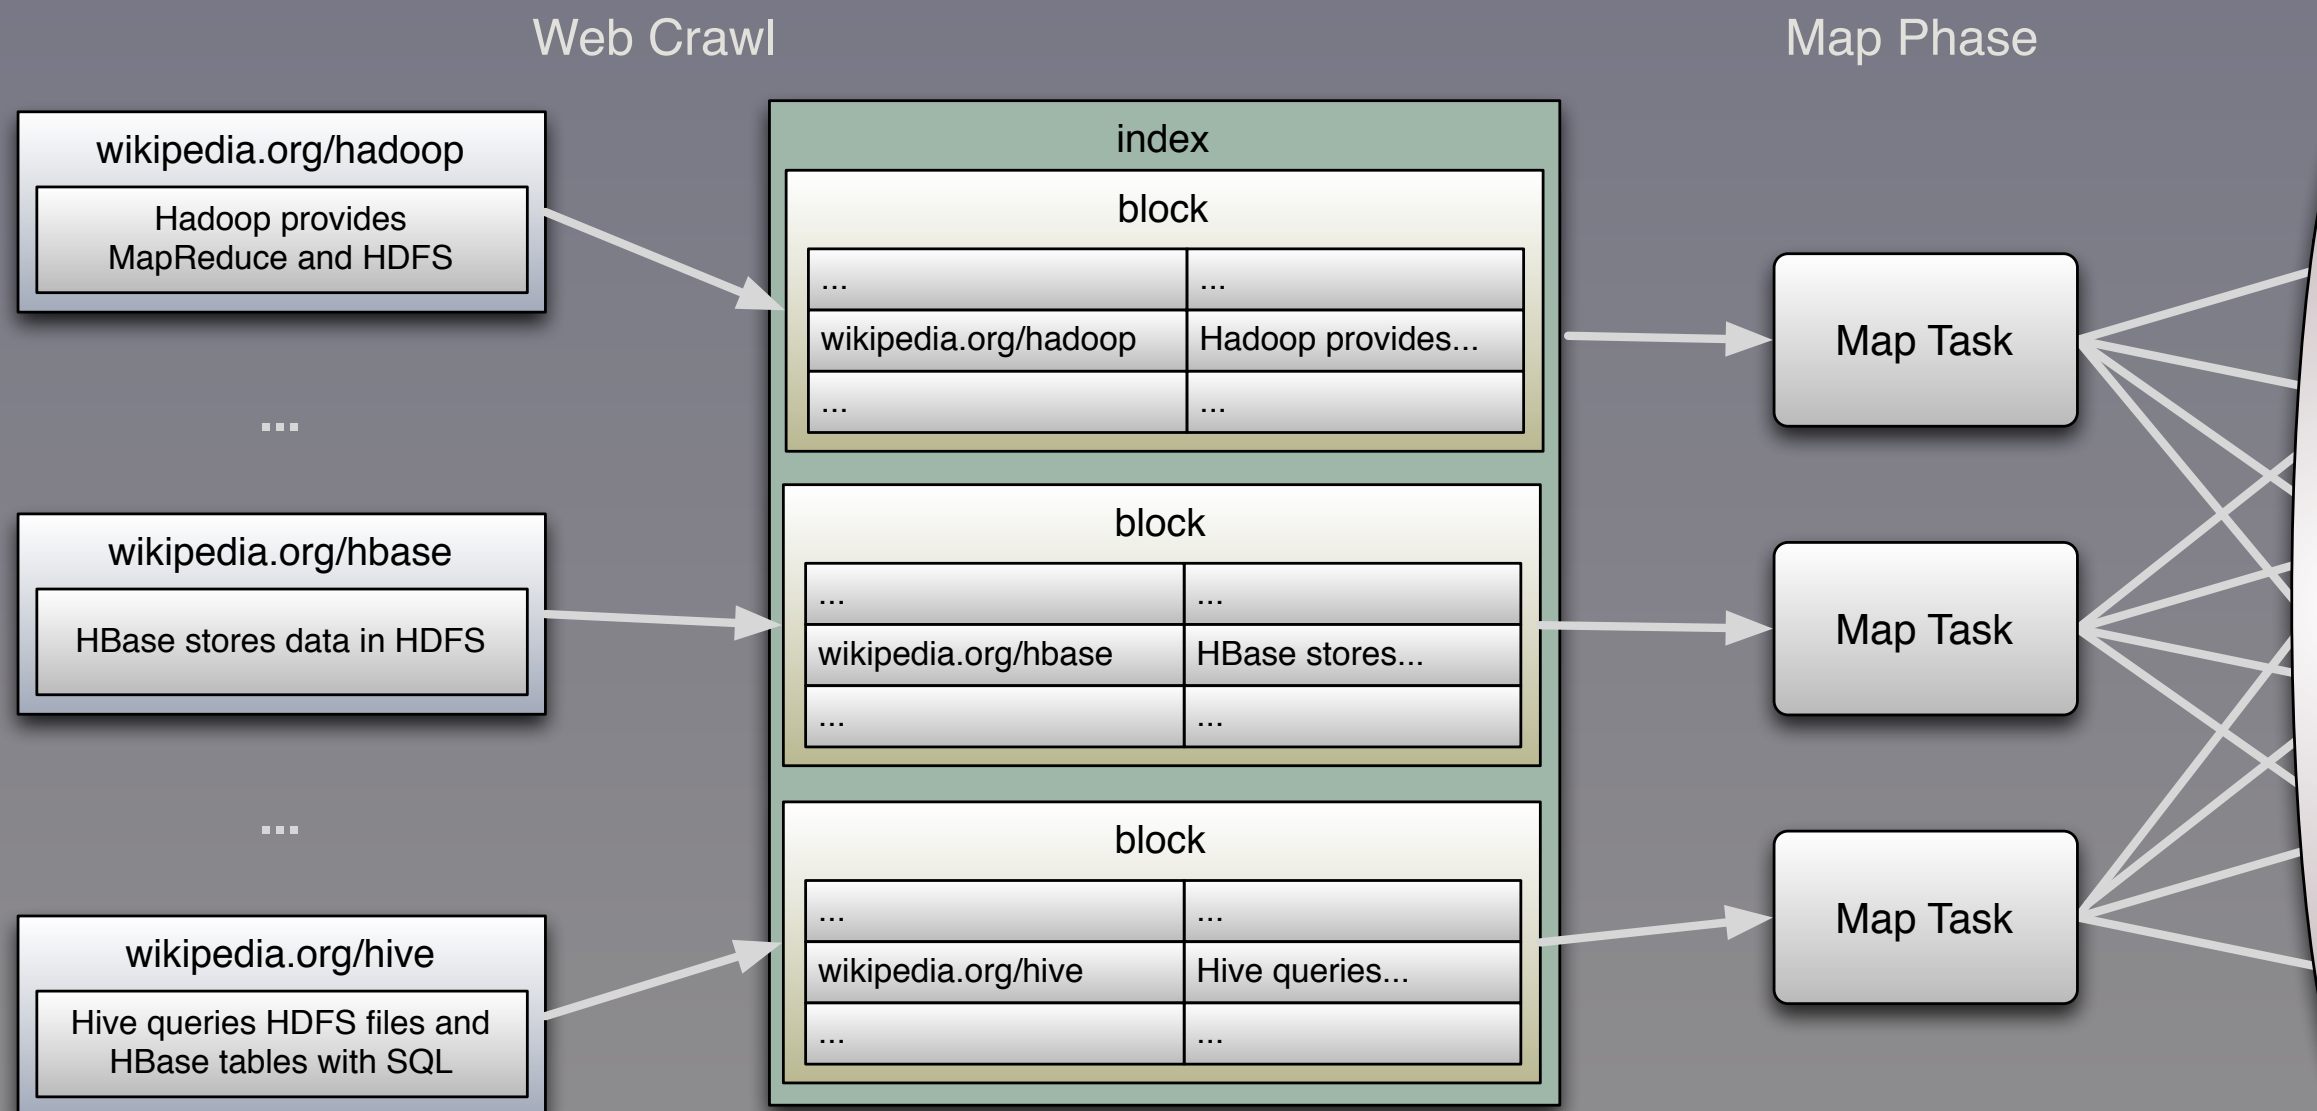 Web Crawl
Map Phase
wikipedia.org/hadoop
Hadoop provides
MapReduce and HDFS
...
wikipedia.org/hbase
HBase stores data in HDFS
...
wikipedia.org/hive
Hive queries HDFS files and
HBase tables with SQL
index
block
... ...
wikipedia.org/hadoop Hadoop provides...
... ...
block
... ...
wikipedia.org/hbase HBase stores...
... ...
block
... ...
wikipedia.org/hive Hive queries...
... ...
Map Task
Map Task
Map Task